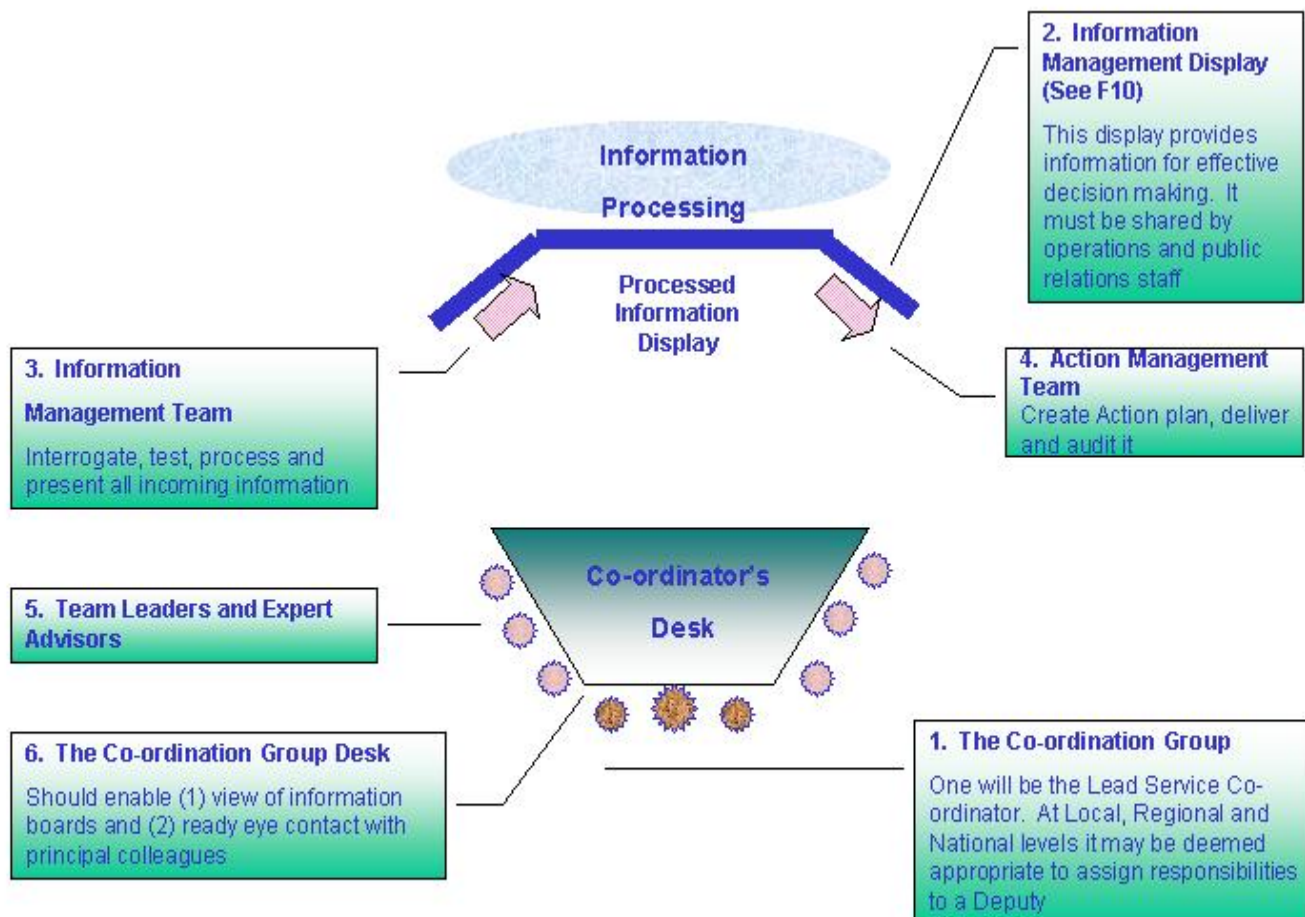 2. Information
Management Display
(See F10)
This display provides
information for effective
decision making. It
must be shared by
operations and public
relations staff
Information
Processing
Processed
Information
Display
3. Information
Management Team
Interrogate, test, process and
present all incoming information
4. Action Management
Team
Create Action plan, deliver
and audit it
Co-ordinator's
Desk
5. Team Leaders and Expert
Advisors
6. The Co-ordination Group Desk
Should enable (1) view of information
boards and (2) ready eye contact with
principal colleagues
1. The Co-ordination Group
One will be the Lead Service Co-
ordinator. At Local, Regional and
National levels it may be deemed
appropriate to assign responsibilities
to a Deputy